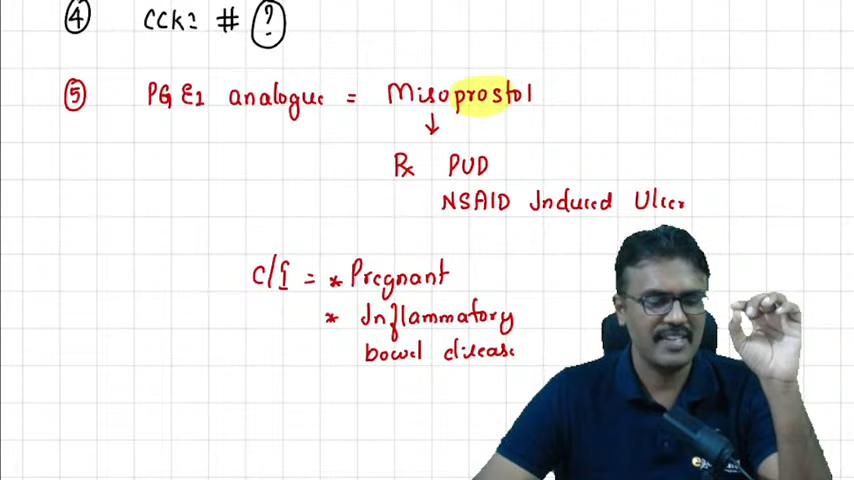 ④ CCK2 # ?
⑤ PGE1 analogue = Misoprostol
↓
Rx PUD
NSAID Induced Ulcer
C/I = * Pregnant
* Inflammatory
bowel disease